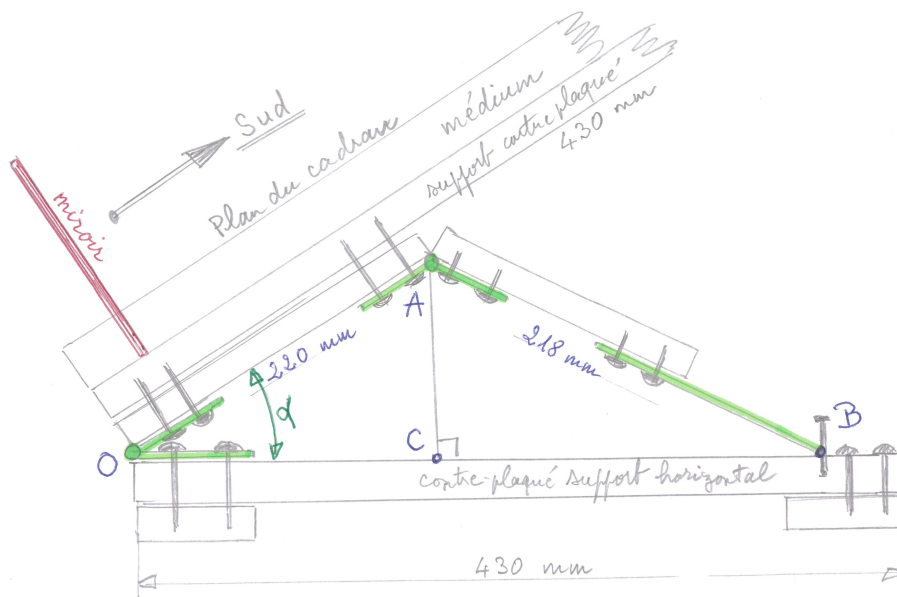 Sud
Plan du cadran médium
support contre plaqué
430 mm
miroir
A
220 mm
218 mm
α
B
O
C
contre-plaqué support horizontal
430 mm